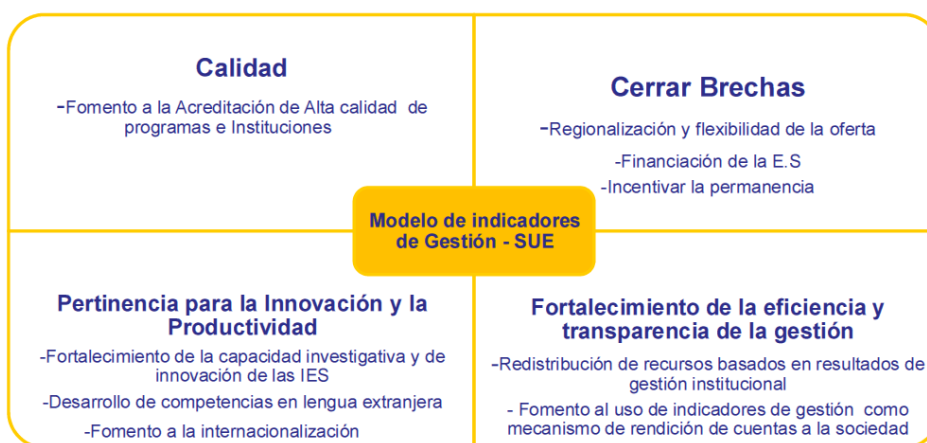 Calidad
-Fomento a la Acreditación de Alta calidad de
programas e Instituciones
Cerrar Brechas
-Regionalización y flexibilidad de la oferta
-Financiación de la E.S
-Incentivar la permanencia
Modelo de indicadores
de Gestión - SUE
Pertinencia para la Innovación y la
Productividad
-Fortalecimiento de la capacidad investigativa y de
innovación de las IES
-Desarrollo de competencias en lengua extranjera
-Fomento a la internacionalización
Fortalecimiento de la eficiencia y
transparencia de la gestión
-Redistribución de recursos basados en resultados de
gestión institucional
- Fomento al uso de indicadores de gestión como
mecanismo de rendición de cuentas a la sociedad